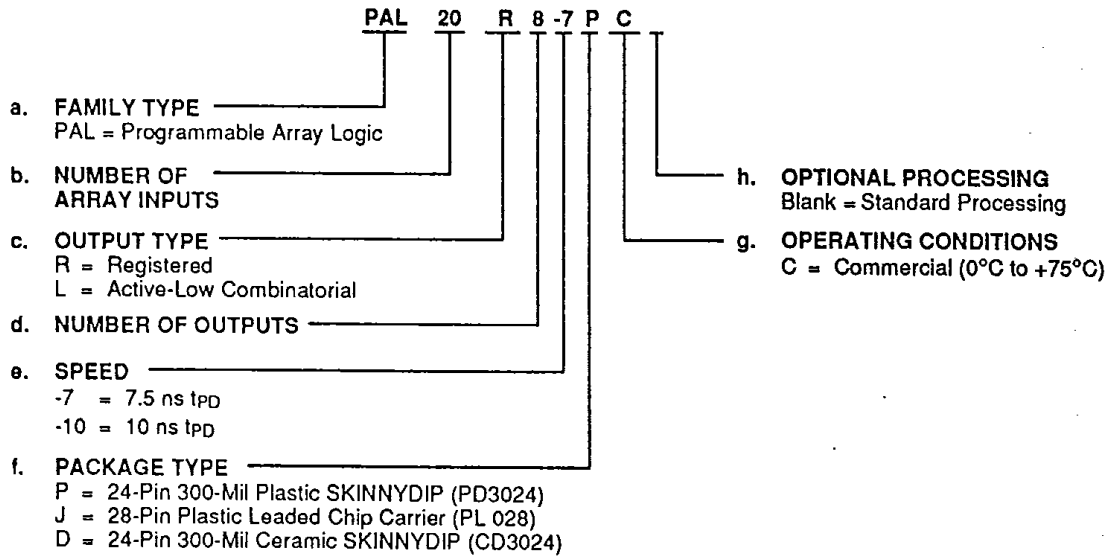 PAL 20 R 8 -7 P C
a. FAMILY TYPE
PAL = Programmable Array Logic
b. NUMBER OF
ARRAY INPUTS
c. OUTPUT TYPE
R = Registered
L = Active-Low Combinatorial
d. NUMBER OF OUTPUTS
e. SPEED
-7 = 7.5 ns tPD
-10 = 10 ns tPD
f. PACKAGE TYPE
P = 24-Pin 300-Mil Plastic SKINNYDIP (PD3024)
J = 28-Pin Plastic Leaded Chip Carrier (PL 028)
D = 24-Pin 300-Mil Ceramic SKINNYDIP (CD3024)
h. OPTIONAL PROCESSING
Blank = Standard Processing
g. OPERATING CONDITIONS
C = Commercial (0°C to +75°C)